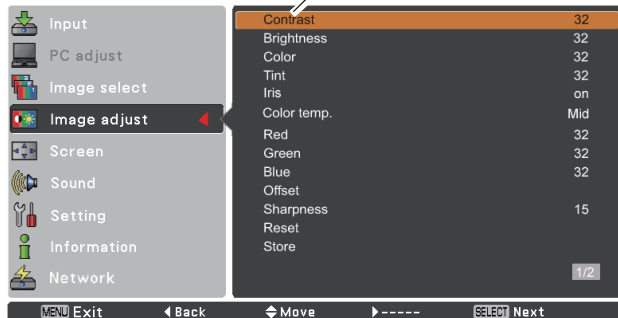 Input
PC adjust
Image select
Image adjust
Screen
Sound
Setting
Information
Network
Contrast 32
Brightness 32
Color 32
Tint 32
Iris on
Color temp. Mid
Red 32
Green 32
Blue 32
Offset
Sharpness 15
Reset
Store
1/2
MENU Exit Back Move ----- SELECT Next